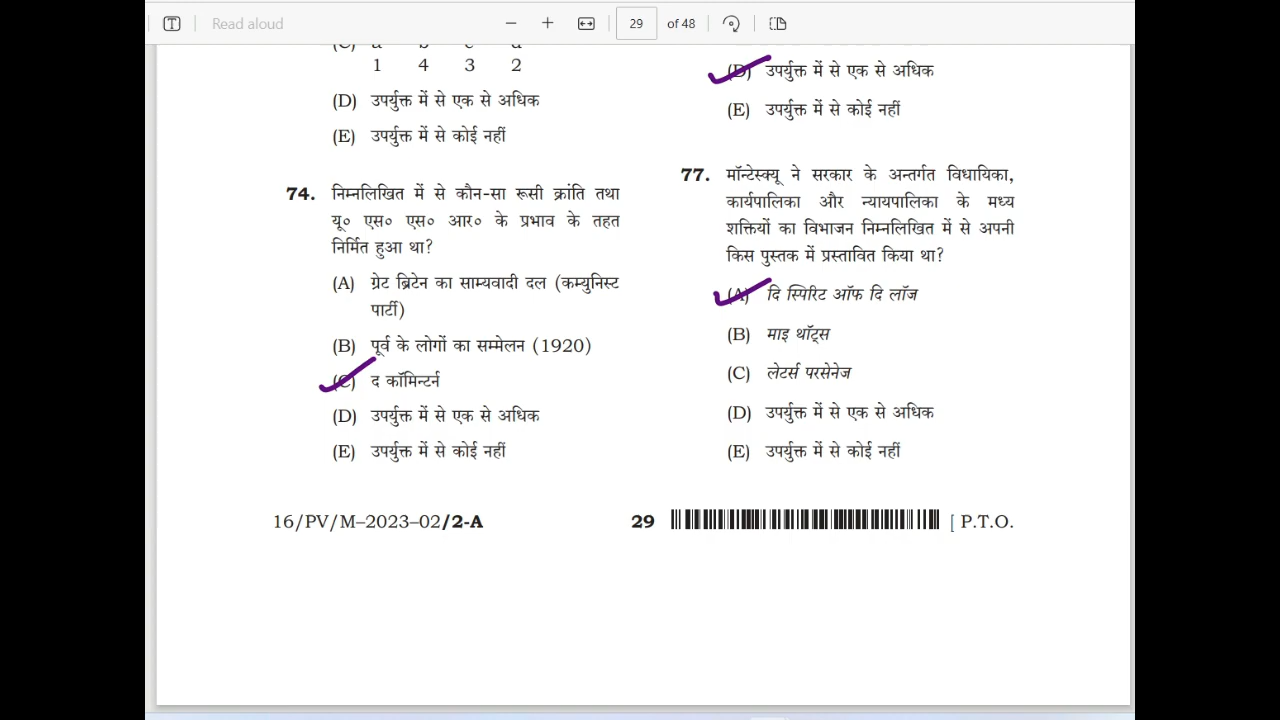 Read aloud
29 of 48
1 4 3 2
(D) उपर्युक्त में से एक से अधिक
(E) उपर्युक्त में से कोई नहीं
74. निम्नलिखित में से कौन-सा रूसी क्रांति तथा
यू० एस० एस० आर० के प्रभाव के तहत
निर्मित हुआ था?
(A) ग्रेट ब्रिटेन का साम्यवादी दल (कम्युनिस्ट
पार्टी)
(B) पूर्व के लोगों का सम्मेलन (1920)
(C) द कॉमिन्टर्न
(D) उपर्युक्त में से एक से अधिक
(E) उपर्युक्त में से कोई नहीं
(D) उपर्युक्त में से एक से अधिक
(E) उपर्युक्त में से कोई नहीं
77. मॉन्टेस्क्यू ने सरकार के अन्तर्गत विधायिका,
कार्यपालिका और न्यायपालिका के मध्य
शक्तियों का विभाजन निम्नलिखित में से अपनी
किस पुस्तक में प्रस्तावित किया था?
(A) दि स्पिरिट ऑफ दि लॉज
(B) माइ थॉट्स
(C) लेटर्स परसेनेज
(D) उपर्युक्त में से एक से अधिक
(E) उपर्युक्त में से कोई नहीं
16/PV/M–2023–02/2-A
29
[ P.T.O.